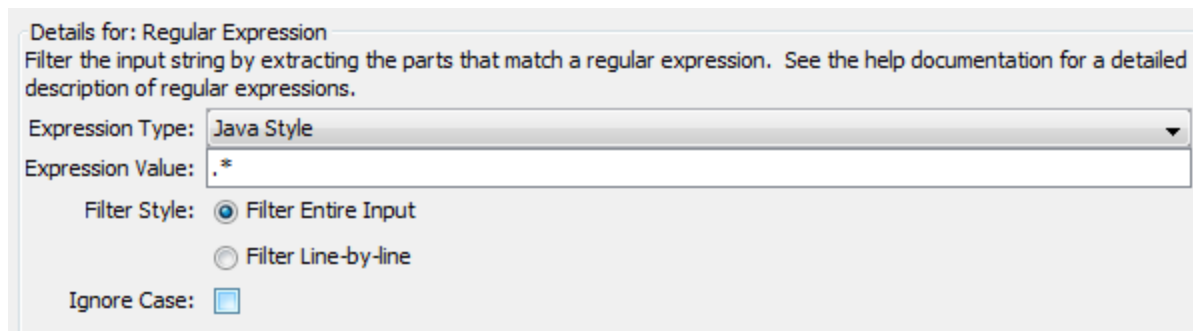 Details for: Regular Expression
Filter the input string by extracting the parts that match a regular expression.  See the help documentation for a detailed
description of regular expressions.
Expression Type: Java Style
Expression Value: .*
Filter Style: Filter Entire Input
Filter Line-by-line
Ignore Case: